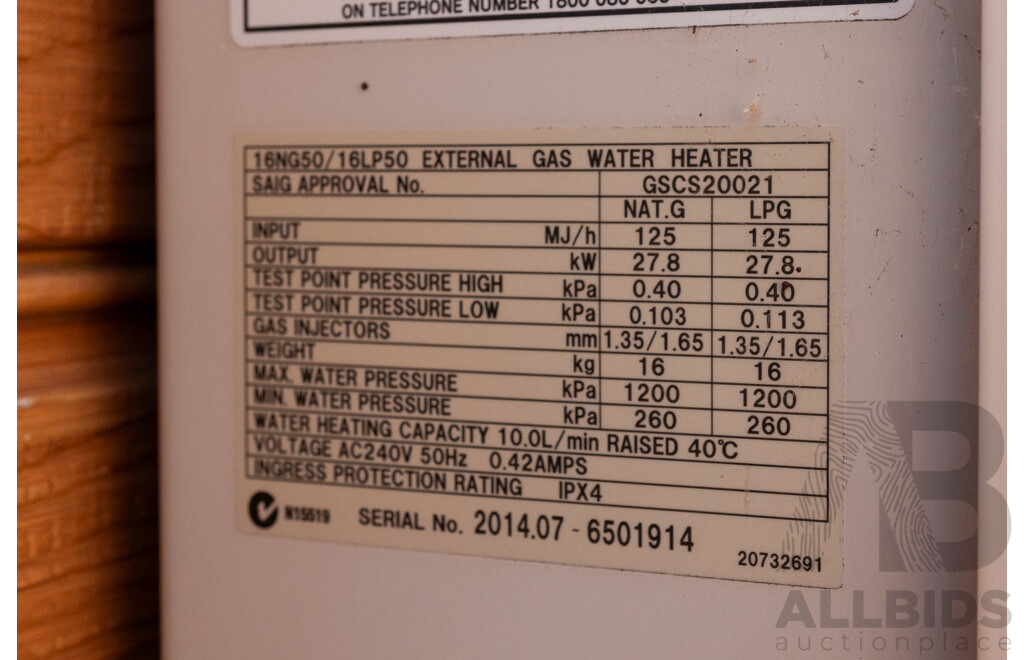 ON TELEPHONE NUMBER 1800
16NG50/16LP50 EXTERNAL GAS WATER HEATER
SAIG APPROVAL No. GSCS20021
NAT.G LPG
INPUT MJ/h 125 125
OUTPUT kW 27.8 27.8
TEST POINT PRESSURE HIGH kPa 0.40 0.40
TEST POINT PRESSURE LOW kPa 0.103 0.113
GAS INJECTORS mm 1.35/1.65 1.35/1.65
WEIGHT kg 16 16
MAX. WATER PRESSURE kPa 1200 1200
MIN. WATER PRESSURE kPa 260 260
WATER HEATING CAPACITY 10.0L/min RAISED 40℃
VOLTAGE AC240V 50Hz 0.42AMPS
INGRESS PROTECTION RATING IPX4
N15519 SERIAL No. 2014.07 - 6501914
20732691
AB
ALLBIDS
auctionplace